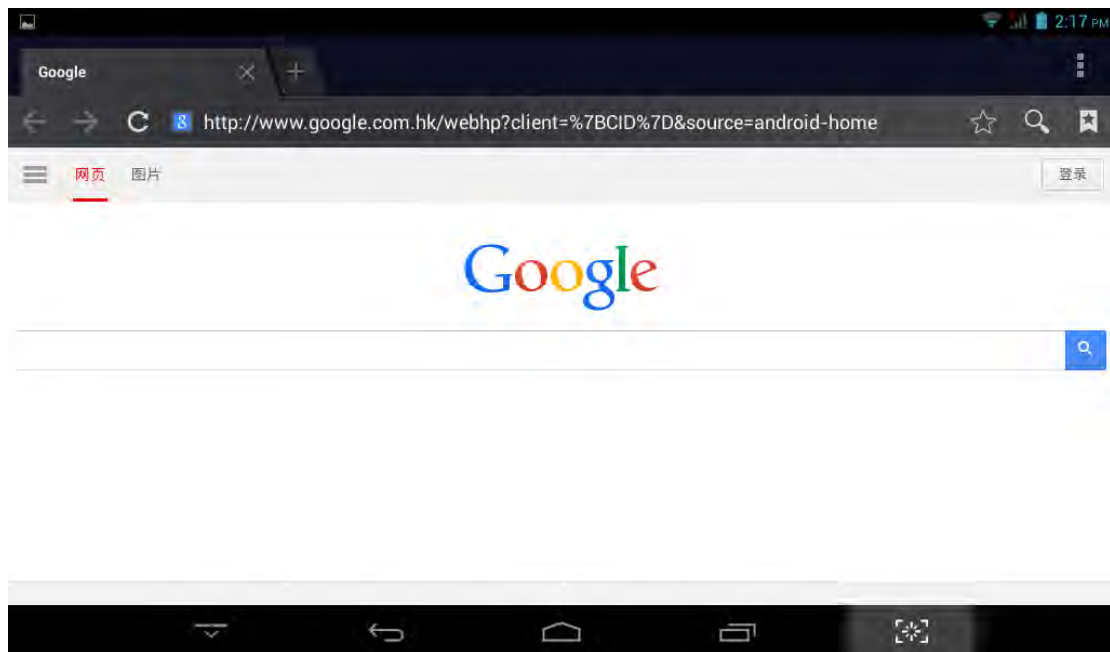 2:17 PM
Google
http://www.google.com.hk/webhp?client=%7BCID%7D&source=android-home
网页 图片 登录
Google